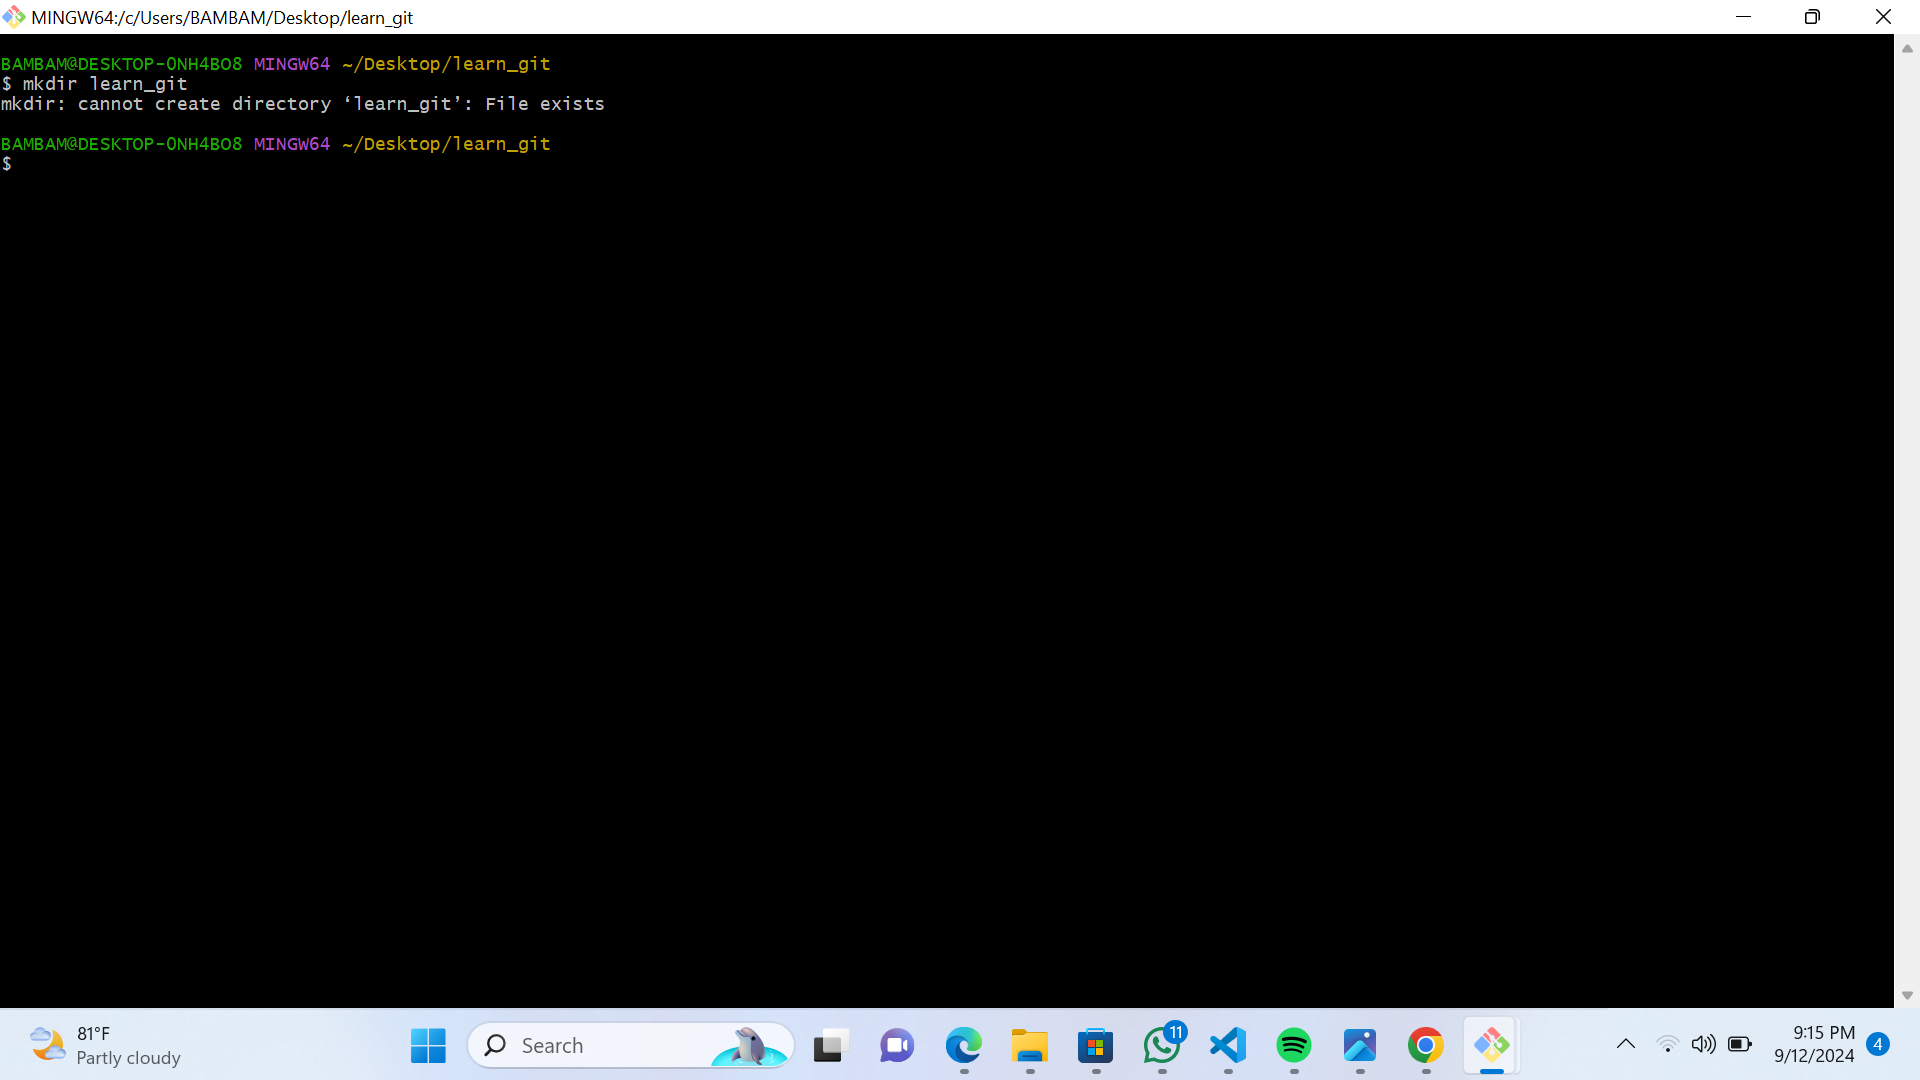 MINGW64:/c/Users/BAMBAM/Desktop/learn_git
BAMBAM@DESKTOP-0NH4BO8 MINGW64 ~/Desktop/learn_git
$ mkdir learn_git
mkdir: cannot create directory ‘learn_git’: File exists
BAMBAM@DESKTOP-0NH4BO8 MINGW64 ~/Desktop/learn_git
$
81°F
Partly cloudy
Search
11
9:15 PM
9/12/2024
4